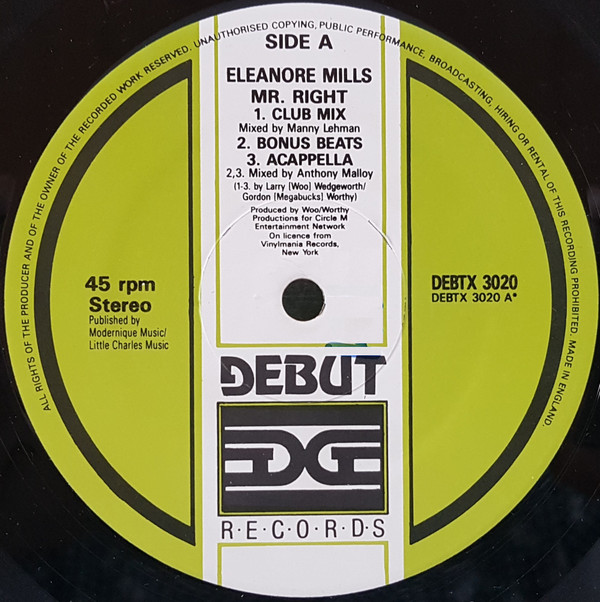 ALL RIGHTS OF THE PRODUCER AND OF THE OWNER OF THE RECORDED WORK RESERVED. UNAUTHORISED COPYING, PUBLIC PERFORMANCE, BROADCASTING, HIRING OR RENTAL OF THIS RECORDING PROHIBITED. MADE IN ENGLAND.
SIDE A
ELEANORE MILLS
MR. RIGHT
1. CLUB MIX
Mixed by Manny Lehman
2. BONUS BEATS
3. ACAPPELLA
2,3. Mixed by Anthony Malloy
(1-3. by Larry [Woo] Wedgeworth/
Gordon [Megabucks] Worthy)
Produced by Woo/Worthy
Productions for Circle M
Entertainment Network
On licence from
Vinylmania Records,
New York
45 rpm
Stereo
Published by
Modernique Music/
Little Charles Music
DEBTX 3020
DEBTX 3020 A*
DEBUT
R·E·C·O·R·D·S